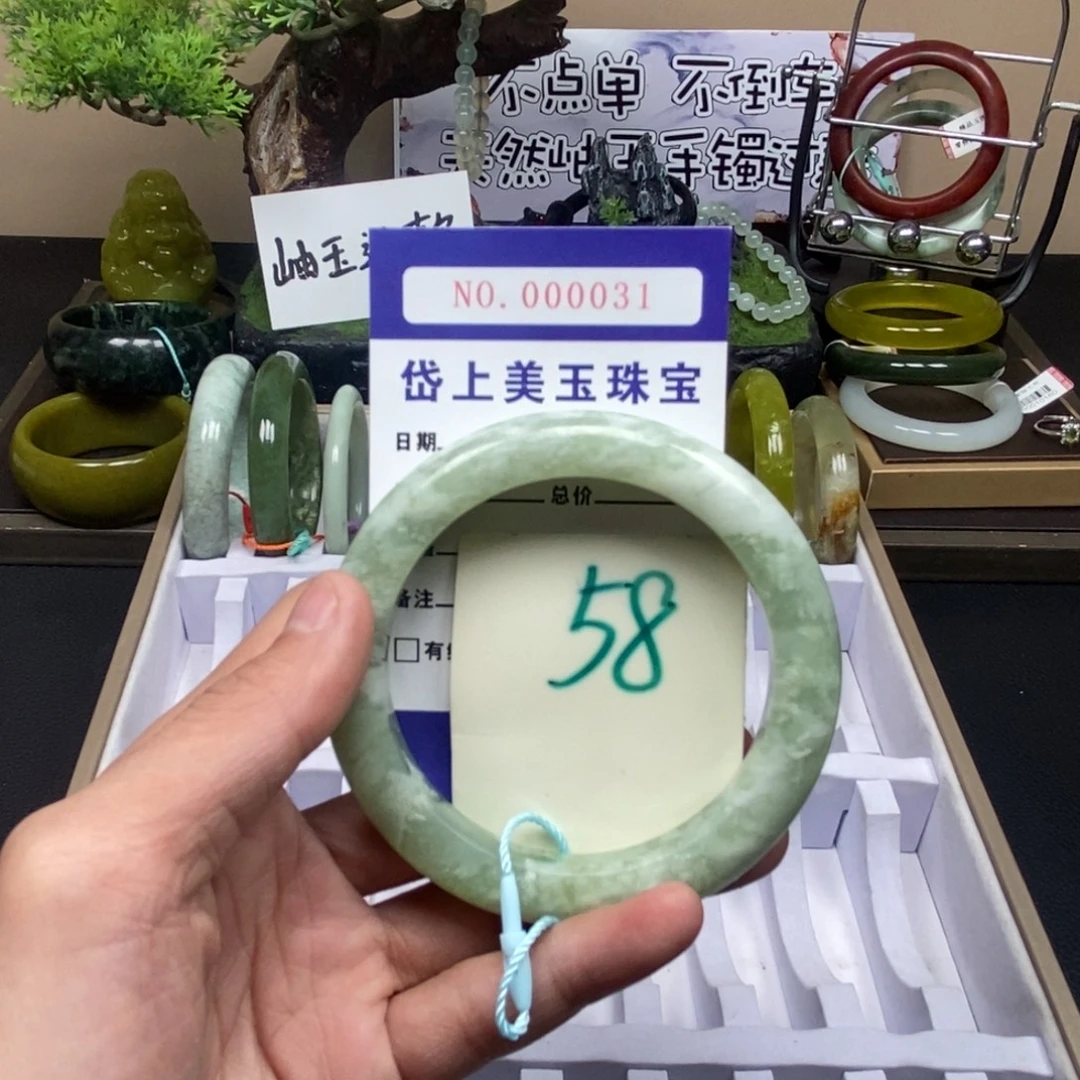 不点单 不倒
天然岫玉手镯
岫玉
NO.000031
岱上美玉珠宝
日期
总价
备注
有
58